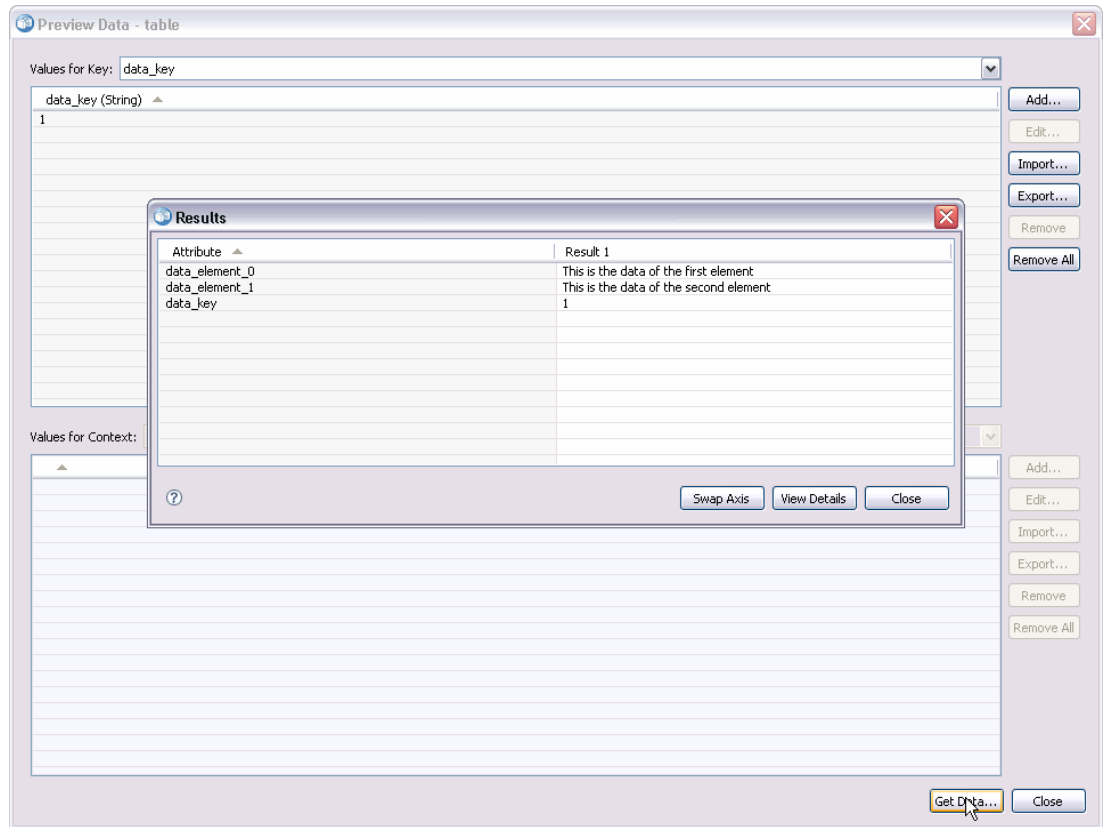 Preview Data - table
Values for Key: data_key
data_key (String)
1
Add...
Edit...
Import...
Export...
Remove
Remove All
Results
Attribute Result 1
data_element_0 This is the data of the first element
data_element_1 This is the data of the second element
data_key 1
? Swap Axis View Details Close
Values for Context:
Add...
Edit...
Import...
Export...
Remove
Remove All
Get Data... Close